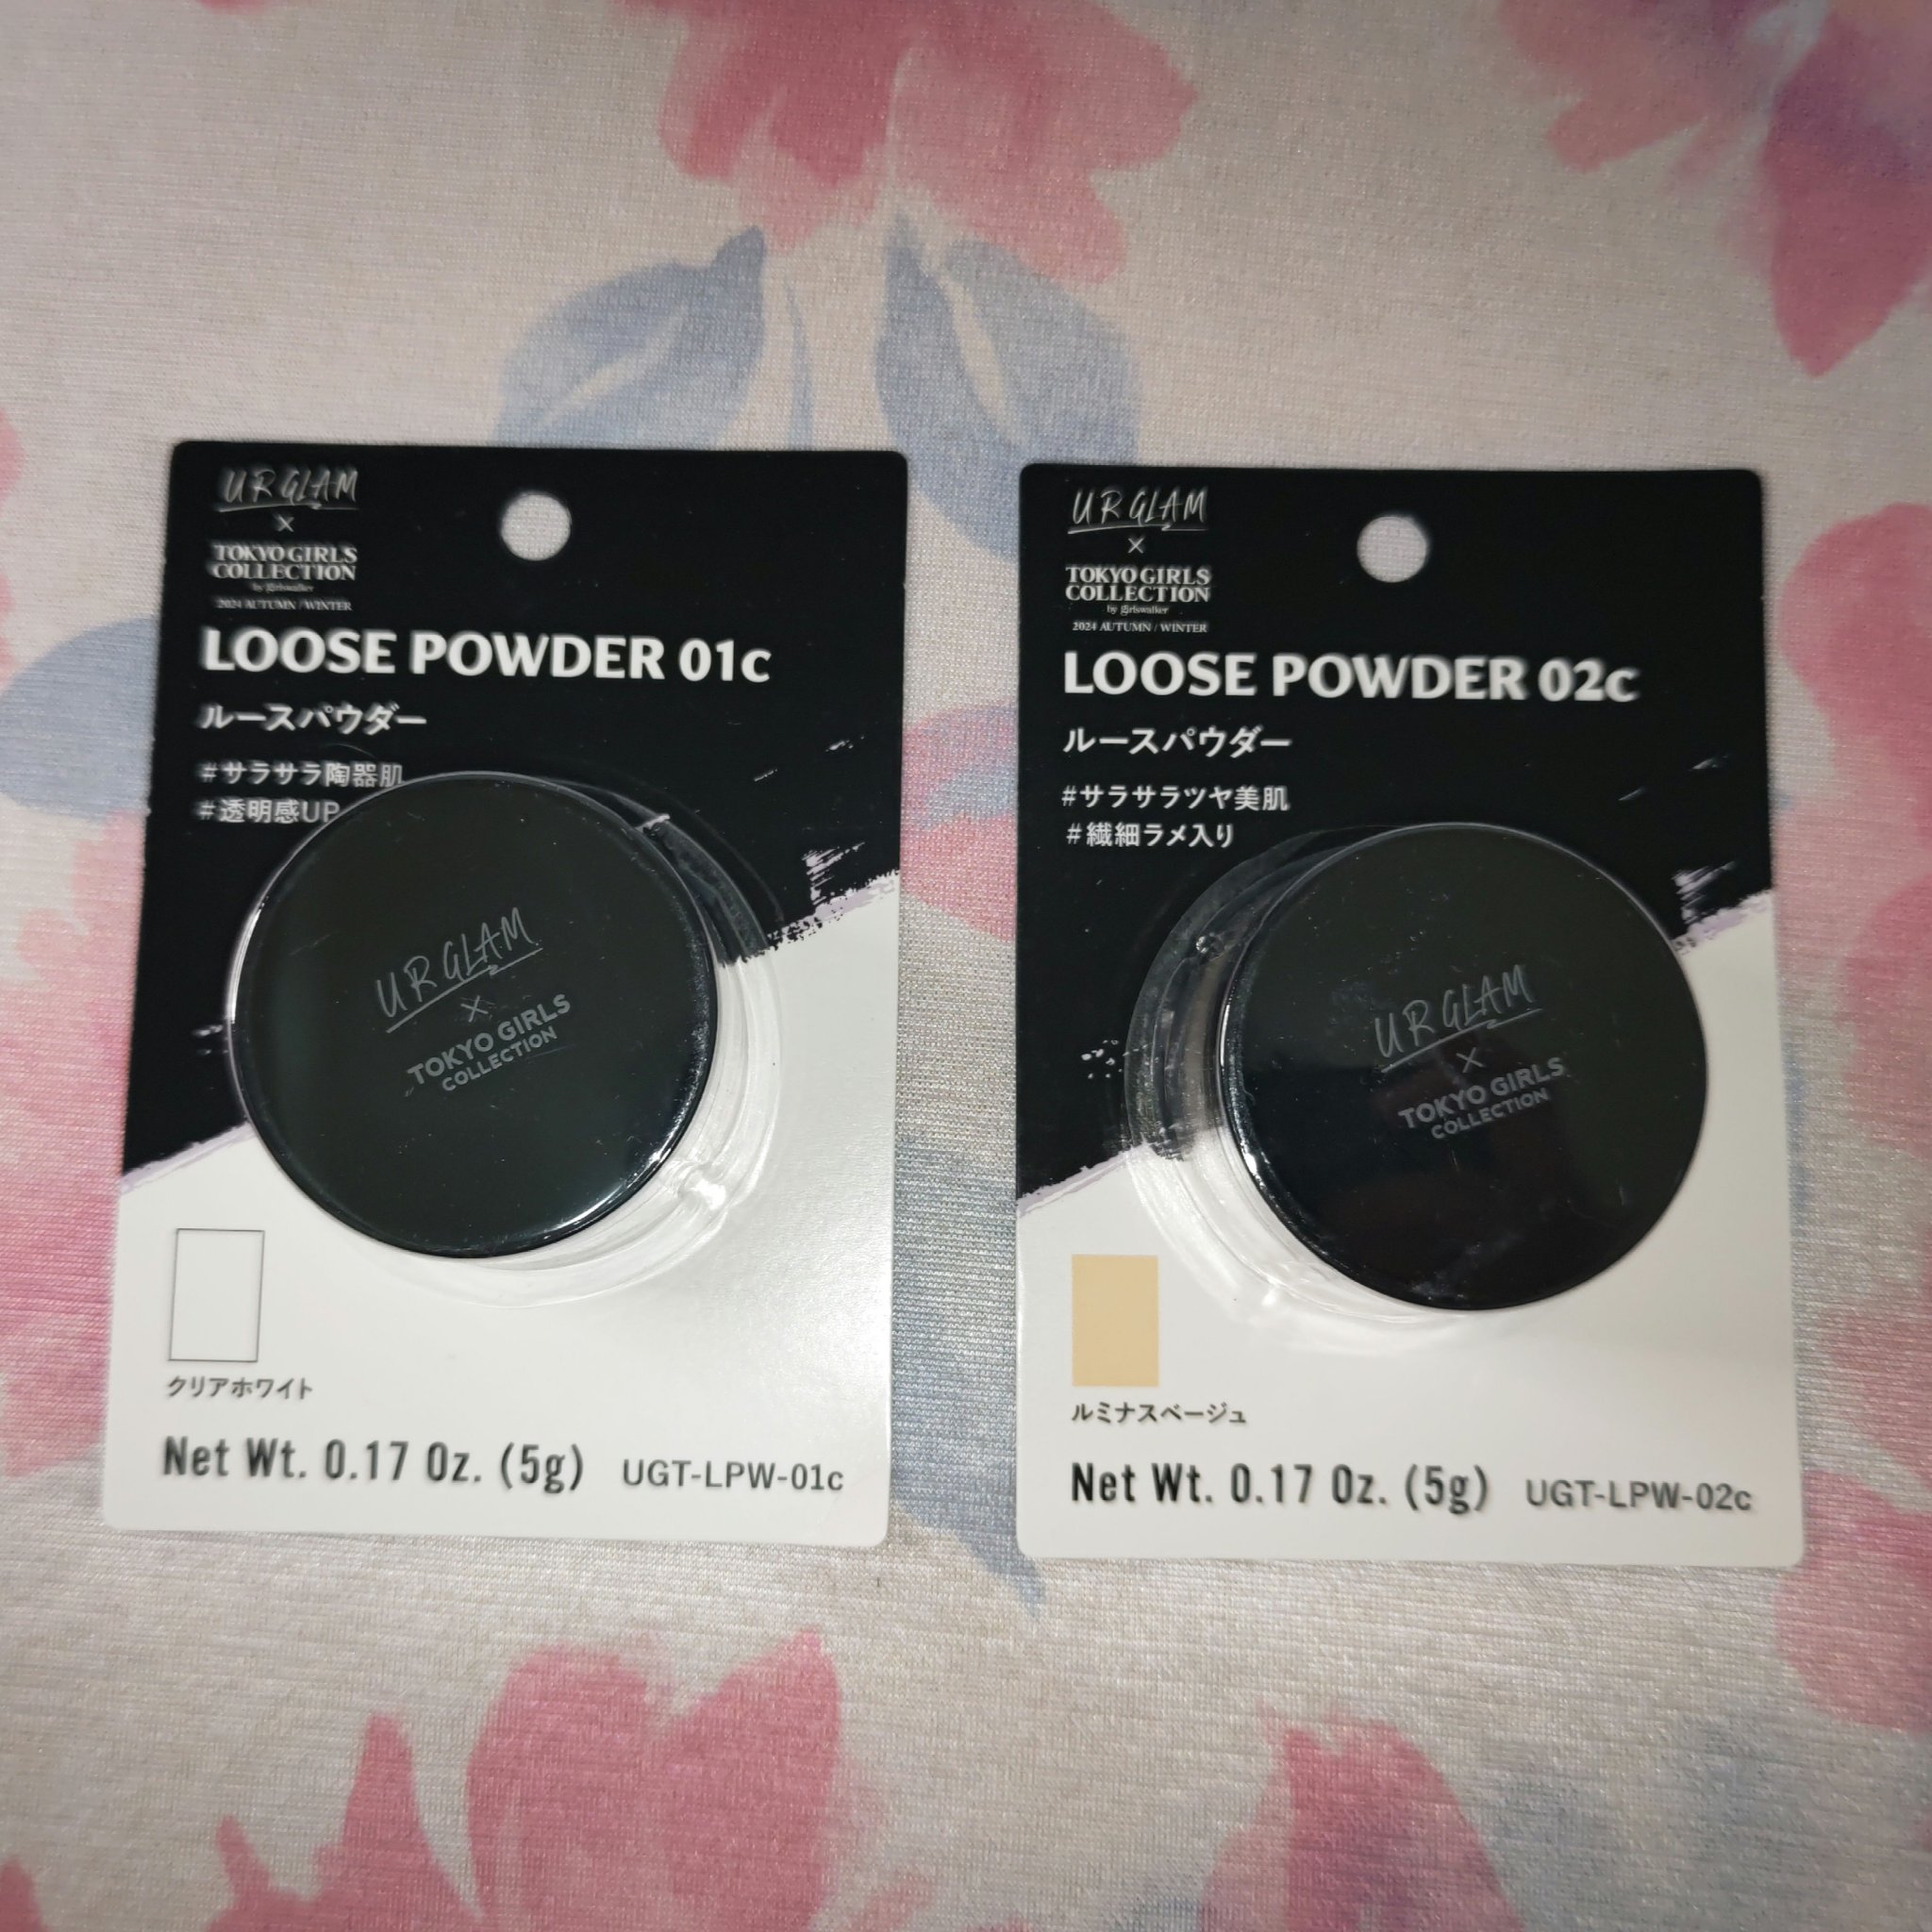 UR GLAM
×
TOKYO GIRLS
COLLECTION
by girlswalker
2024 AUTUMN / WINTER
LOOSE POWDER 01c
ルースパウダー
#サラサラ陶器肌
#透明感UP
UR GLAM
×
TOKYO GIRLS
COLLECTION
クリアホワイト
Net Wt. 0.17 Oz. (5g) UGT-LPW-01c
UR GLAM
×
TOKYO GIRLS
COLLECTION
by girlswalker
2024 AUTUMN / WINTER
LOOSE POWDER 02c
ルースパウダー
#サラサラツヤ美肌
#繊細ラメ入り
UR GLAM
×
TOKYO GIRLS
COLLECTION
ルミナスベージュ
Net Wt. 0.17 Oz. (5g) UGT-LPW-02c